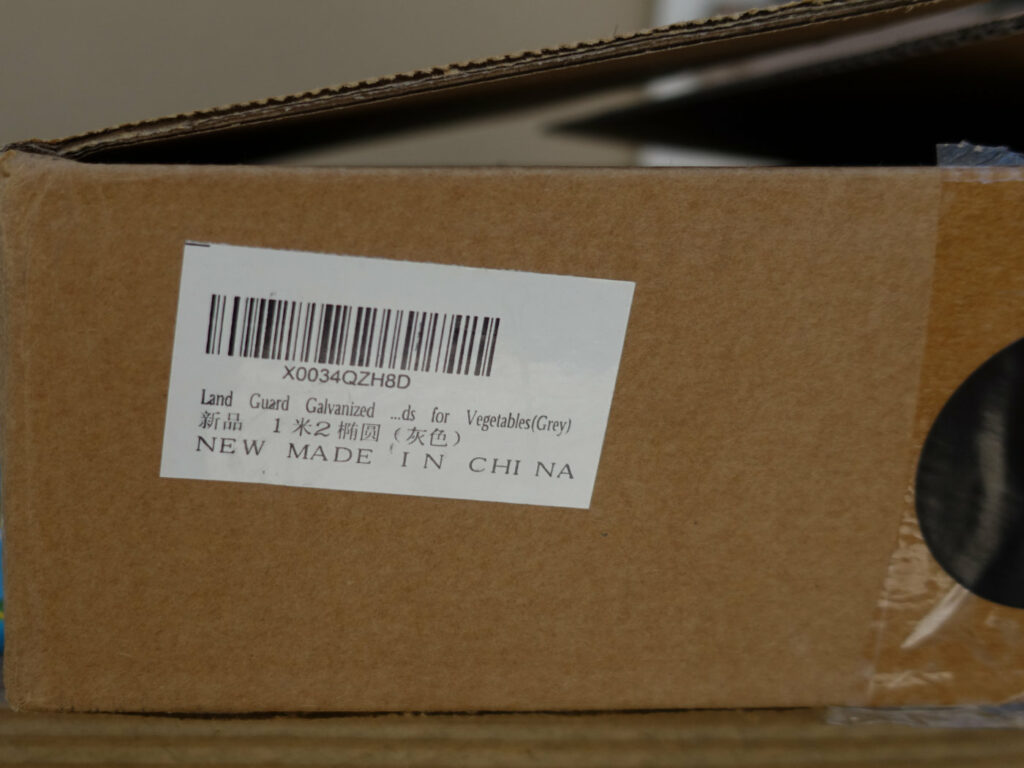 X0034QZH8D
Land Guard Galvanized ...ds for Vegetables(Grey)
新品 1米2椭圆（灰色）
NEW MADE IN CHINA